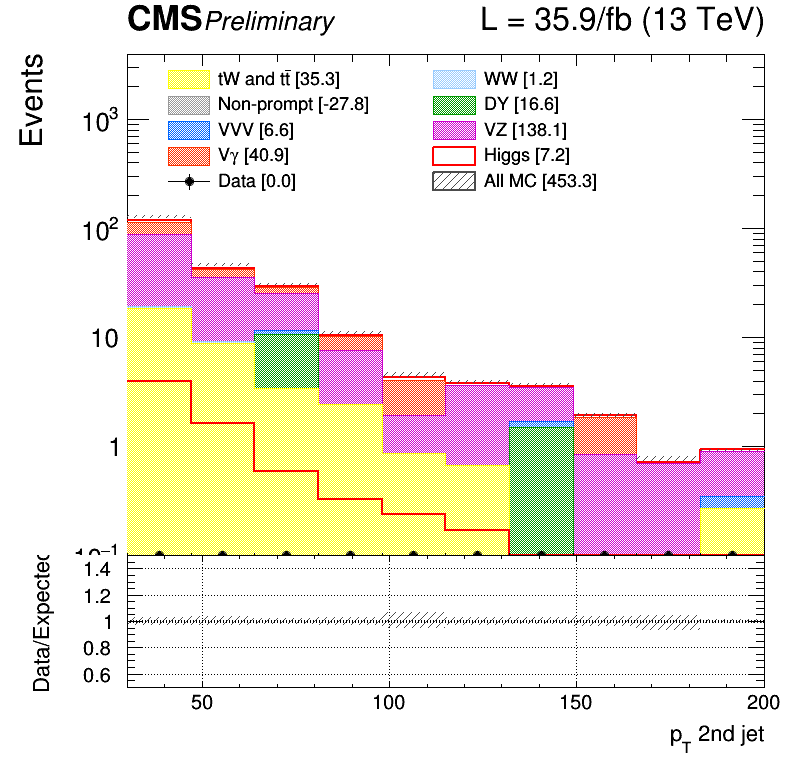 CMS Preliminary L = 35.9/fb (13 TeV)
Events
tW and tt̄ [35.3] WW [1.2]
Non-prompt [-27.8] DY [16.6]
VVV [6.6] VZ [138.1]
Vγ [40.9] Higgs [7.2]
Data [0.0] All MC [453.3]
10³
10²
10
1
10⁻¹
Data/Expected
1.4
1.2
1
0.8
0.6
50 100 150 200
p_T 2nd jet